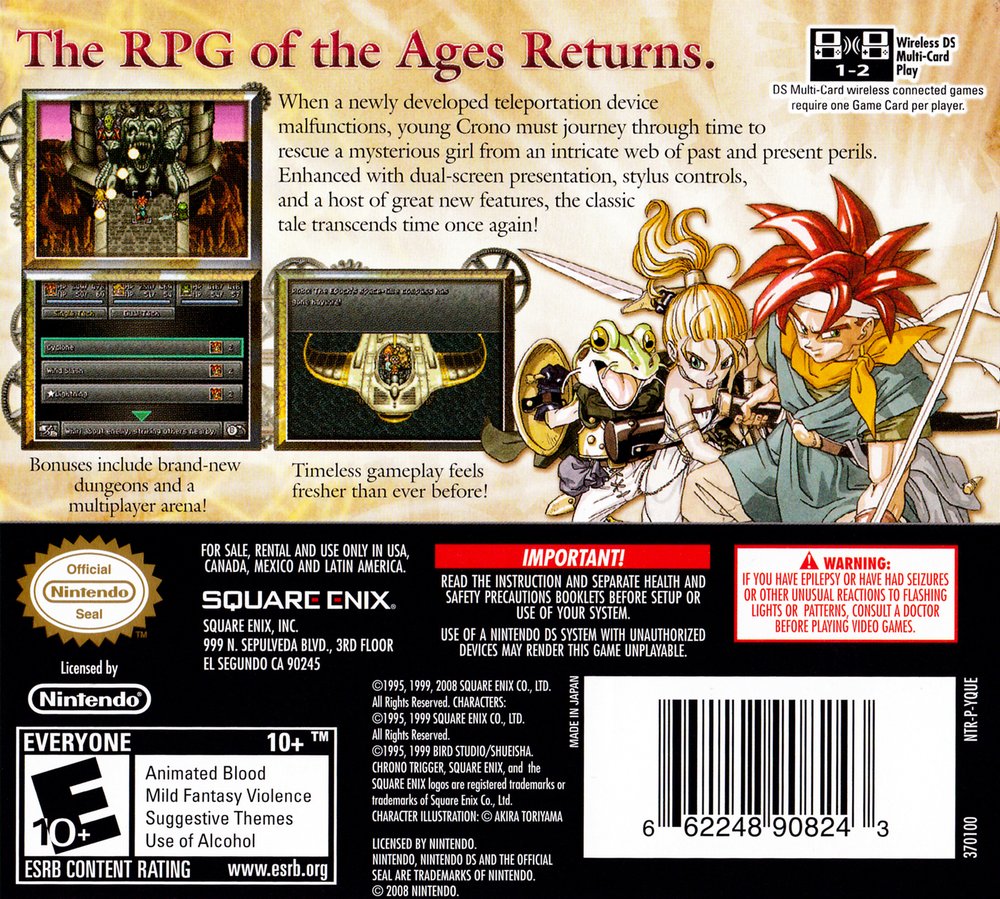 The RPG of the Ages Returns.
1-2
Wireless DS
Multi-Card
Play
DS Multi-Card wireless connected games
require one Game Card per player.
When a newly developed teleportation device
malfunctions, young Crono must journey through time to
rescue a mysterious girl from an intricate web of past and present perils.
Enhanced with dual-screen presentation, stylus controls,
and a host of great new features, the classic
tale transcends time once again!
Single Tech
Dual Tech
Cyclone
Wind Slash
Lightning
Bonuses include brand-new
dungeons and a
multiplayer arena!
Timeless gameplay feels
fresher than ever before!
Official
Nintendo
Seal
TM
Licensed by
Nintendo®
FOR SALE, RENTAL AND USE ONLY IN USA,
CANADA, MEXICO AND LATIN AMERICA.
SQUARE ENIX®
SQUARE ENIX, INC.
999 N. SEPULVEDA BLVD., 3RD FLOOR
EL SEGUNDO CA 90245
IMPORTANT!
READ THE INSTRUCTION AND SEPARATE HEALTH AND
SAFETY PRECAUTIONS BOOKLETS BEFORE SETUP OR
USE OF YOUR SYSTEM.
USE OF A NINTENDO DS SYSTEM WITH UNAUTHORIZED
DEVICES MAY RENDER THIS GAME UNPLAYABLE.
WARNING:
IF YOU HAVE EPILEPSY OR HAVE HAD SEIZURES
OR OTHER UNUSUAL REACTIONS TO FLASHING
LIGHTS OR PATTERNS, CONSULT A DOCTOR
BEFORE PLAYING VIDEO GAMES.
EVERYONE 10+ ™
E
10+
Animated Blood
Mild Fantasy Violence
Suggestive Themes
Use of Alcohol
ESRB CONTENT RATING www.esrb.org
©1995, 1999, 2008 SQUARE ENIX CO., LTD.
All Rights Reserved. CHARACTERS:
©1995, 1999 SQUARE ENIX CO., LTD.
All Rights Reserved.
©1995, 1999 BIRD STUDIO/SHUEISHA.
CHRONO TRIGGER, SQUARE ENIX, and the
SQUARE ENIX logos are registered trademarks or
trademarks of Square Enix Co., Ltd.
CHARACTER ILLUSTRATION: © AKIRA TORIYAMA
LICENSED BY NINTENDO.
NINTENDO, NINTENDO DS AND THE OFFICIAL
SEAL ARE TRADEMARKS OF NINTENDO.
© 2008 NINTENDO.
MADE IN JAPAN
6 62248 90824 3
NTR-P-YQUE
370100